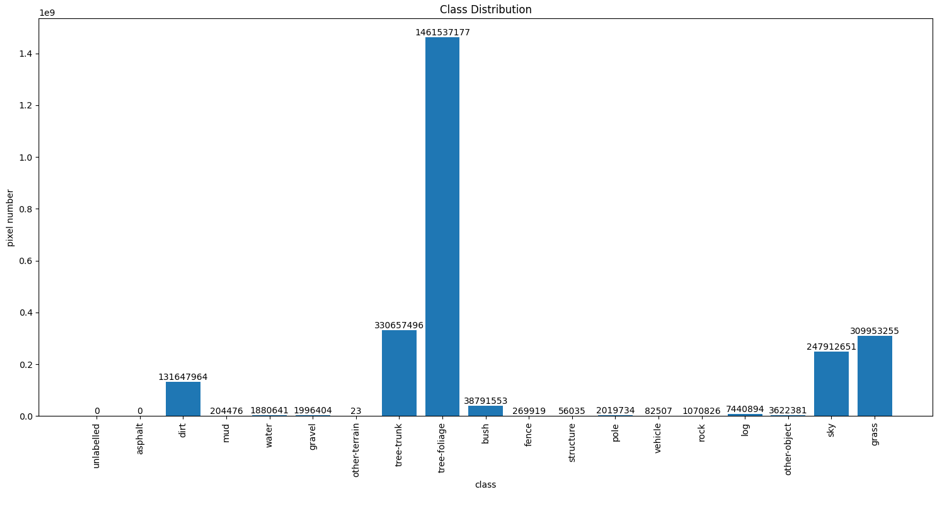 Class Distribution
1e9
1.4
1.2
1.0
0.8
0.6
0.4
0.2
0.0
pixel number
0
0
131647964
204476
1880641
1996404
23
330657496
1461537177
38791553
269919
56035
2019734
82507
1070826
7440894
3622381
247912651
309953255
unlabelled
asphalt
dirt
mud
water
gravel
other-terrain
tree-trunk
tree-foliage
bush
fence
structure
pole
vehicle
rock
log
other-object
sky
grass
class